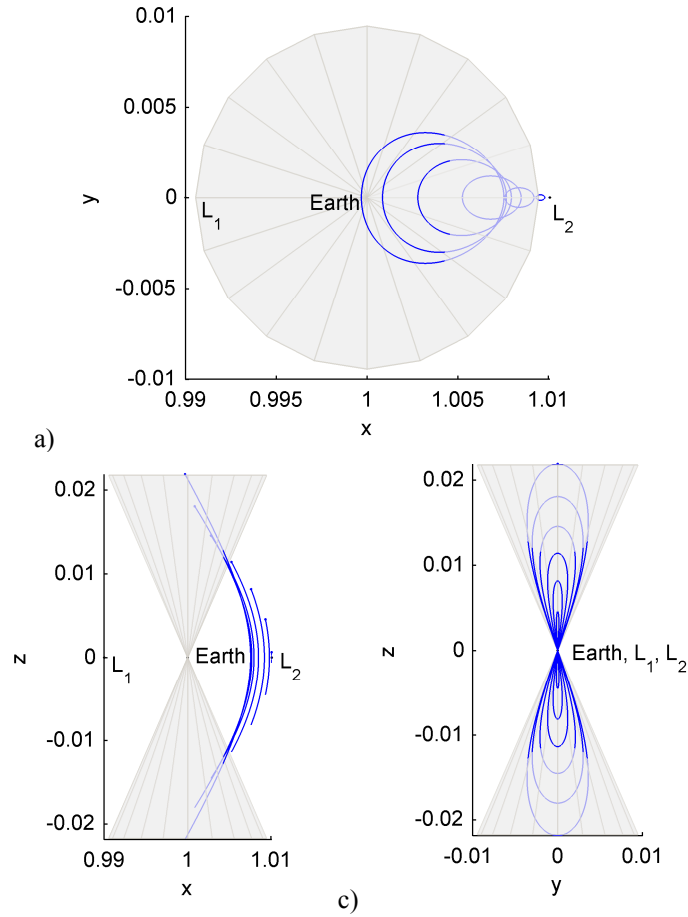 0.01
0.005
y
0
-0.005
-0.01
Earth
L1
L2
0.99 0.995 1 1.005 1.01
x
a)
0.02
0.01
z
0
-0.01
-0.02
L1
Earth
L2
0.99 1 1.01
x
0.02
0.01
z
0
-0.01
-0.02
Earth, L1, L2
-0.01 0 0.01
y
c)